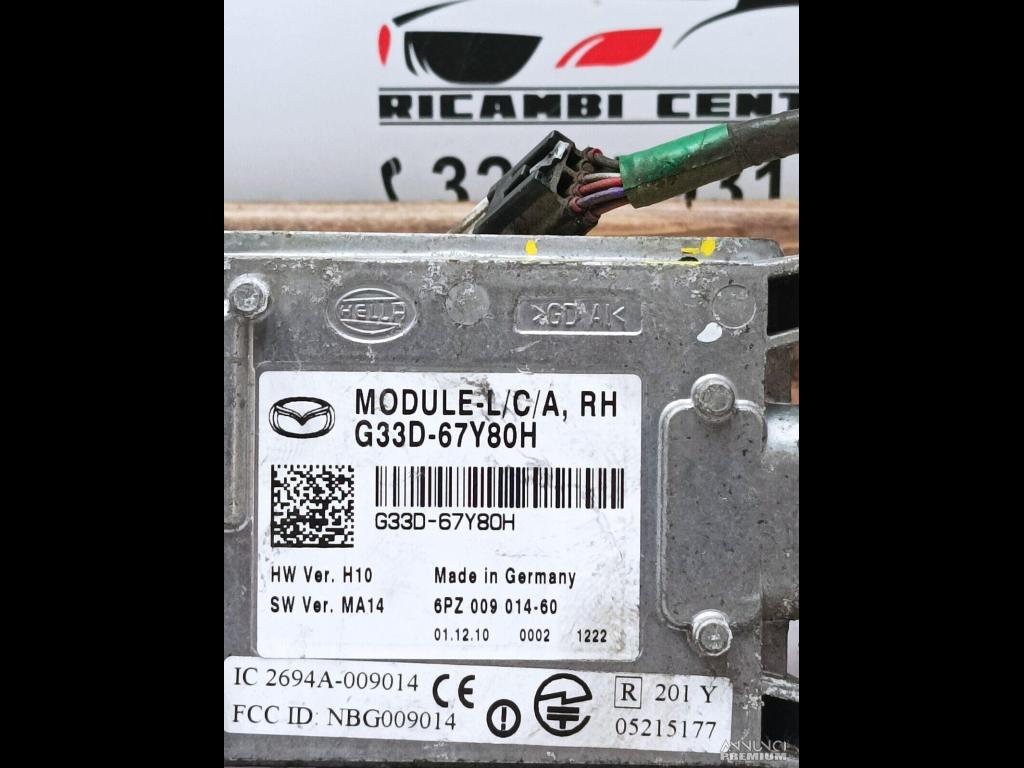 RICAMBI CENT
HELLA
>GD Al<
MODULE-L/C/A, RH
G33D-67Y80H
G33D-67Y80H
HW Ver. H10
Made in Germany
SW Ver. MA14
6PZ 009 014-60
01.12.10 0002 1222
IC 2694A-009014
CE
R 201 Y
FCC ID: NBG009014
05215177
ANNUNCI
PREMIUM